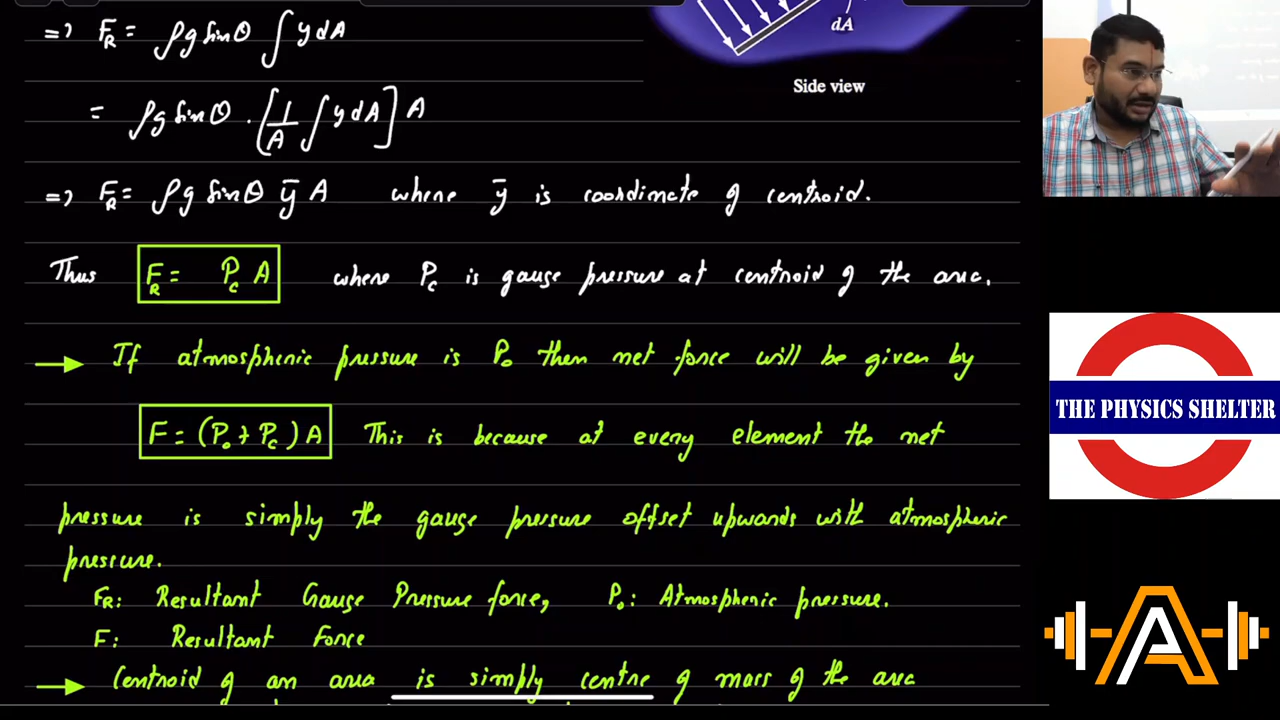 dA
=> F_R = ρg sinθ ∫ y dA
Side view
= ρg sinθ . [1/A ∫ y dA] A
=> F_R = ρg sinθ ȳ A where ȳ is coordinate of centroid.
Thus F_R = P_c A where P_c is gauge pressure at centroid of the area.
→ If atmospheric pressure is P₀ then net force will be given by
F = (P₀ + P_c) A This is because at every element the net
pressure is simply the gauge pressure offset upwards with atmospheric
pressure.
F_R: Resultant Gauge Pressure force, P₀: Atmospheric pressure.
F: Resultant Force
→ Centroid of an area is simply centre of mass of the area
THE PHYSICS SHELTER